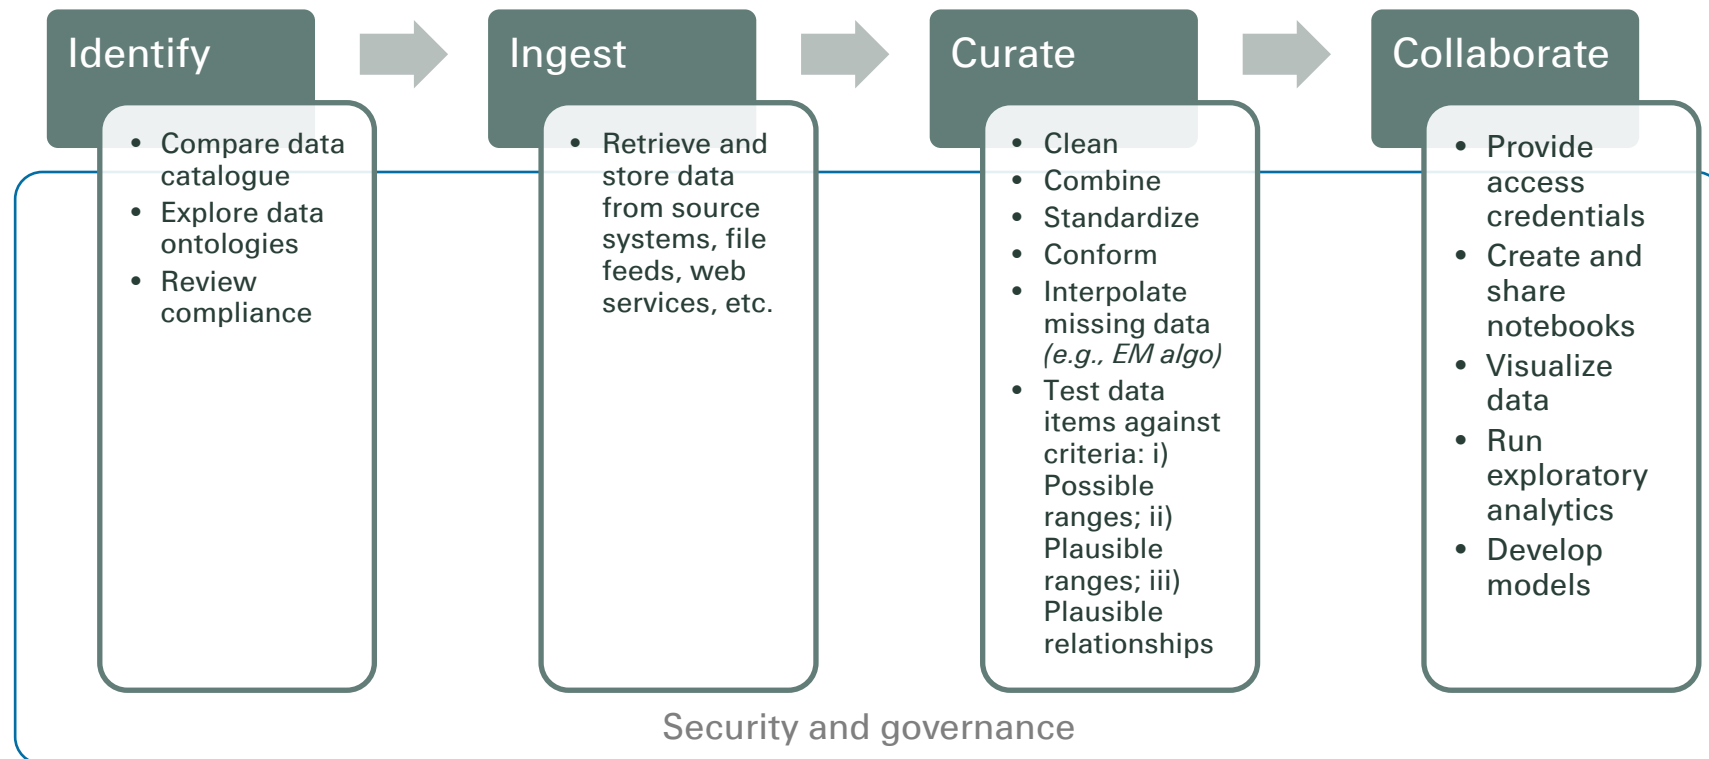 Identify
• Compare data
catalogue
• Explore data
ontologies
• Review
compliance
Ingest
• Retrieve and
store data
from source
systems, file
feeds, web
services, etc.
Curate
• Clean
• Combine
• Standardize
• Conform
• Interpolate
missing data
(e.g., EM algo)
• Test data
items against
criteria: i)
Possible
ranges; ii)
Plausible
ranges; iii)
Plausible
relationships
Collaborate
• Provide
access
credentials
• Create and
share
notebooks
• Visualize
data
• Run
exploratory
analytics
• Develop
models
Security and governance